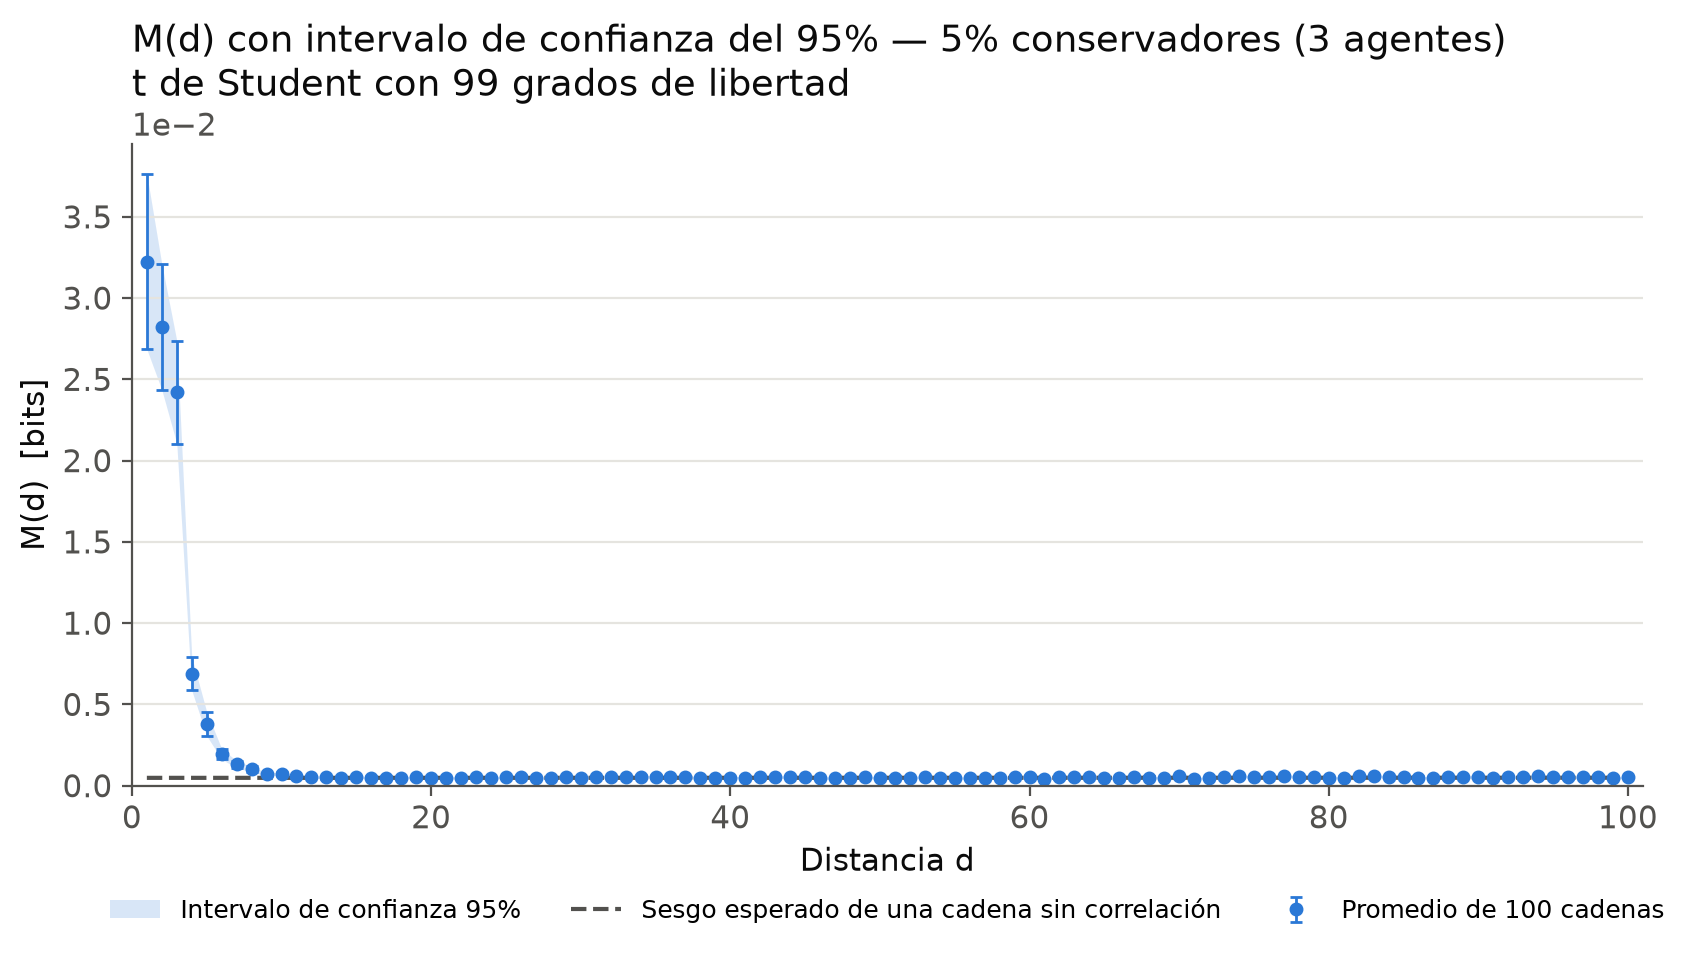 M(d) con intervalo de confianza del 95% — 5% conservadores (3 agentes)
t de Student con 99 grados de libertad
1e−2
3.5
3.0
2.5
2.0
1.5
1.0
0.5
0.0
M(d) [bits]
0 20 40 60 80 100
Distancia d
Intervalo de confianza 95% Sesgo esperado de una cadena sin correlación Promedio de 100 cadenas